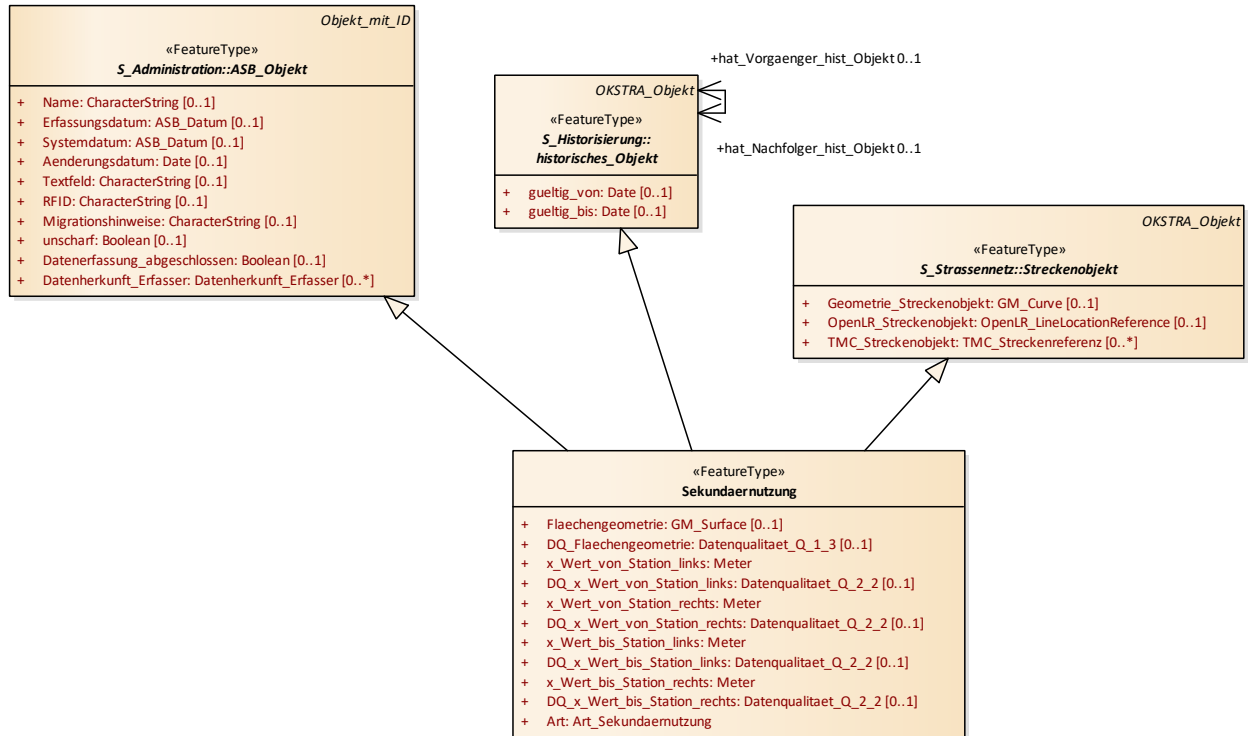 Objekt_mit_ID
«FeatureType»
S_Administration::ASB_Objekt
+ Name: CharacterString [0..1]
+ Erfassungsdatum: ASB_Datum [0..1]
+ Systemdatum: ASB_Datum [0..1]
+ Aenderungsdatum: Date [0..1]
+ Textfeld: CharacterString [0..1]
+ RFID: CharacterString [0..1]
+ Migrationshinweise: CharacterString [0..1]
+ unscharf: Boolean [0..1]
+ Datenerfassung_abgeschlossen: Boolean [0..1]
+ Datenherkunft_Erfasser: Datenherkunft_Erfasser [0..*]
+hat_Vorgaenger_hist_Objekt 0..1
OKSTRA_Objekt
«FeatureType»
S_Historisierung::
historisches_Objekt
+ gueltig_von: Date [0..1]
+ gueltig_bis: Date [0..1]
+hat_Nachfolger_hist_Objekt 0..1
OKSTRA_Objekt
«FeatureType»
S_Strassennetz::Streckenobjekt
+ Geometrie_Streckenobjekt: GM_Curve [0..1]
+ OpenLR_Streckenobjekt: OpenLR_LineLocationReference [0..1]
+ TMC_Streckenobjekt: TMC_Streckenreferenz [0..*]
«FeatureType»
Sekundaernutzung
+ Flaechengeometrie: GM_Surface [0..1]
+ DQ_Flaechengeometrie: Datenqualitaet_Q_1_3 [0..1]
+ x_Wert_von_Station_links: Meter
+ DQ_x_Wert_von_Station_links: Datenqualitaet_Q_2_2 [0..1]
+ x_Wert_von_Station_rechts: Meter
+ DQ_x_Wert_von_Station_rechts: Datenqualitaet_Q_2_2 [0..1]
+ x_Wert_bis_Station_links: Meter
+ DQ_x_Wert_bis_Station_links: Datenqualitaet_Q_2_2 [0..1]
+ x_Wert_bis_Station_rechts: Meter
+ DQ_x_Wert_bis_Station_rechts: Datenqualitaet_Q_2_2 [0..1]
+ Art: Art_Sekundaernutzung